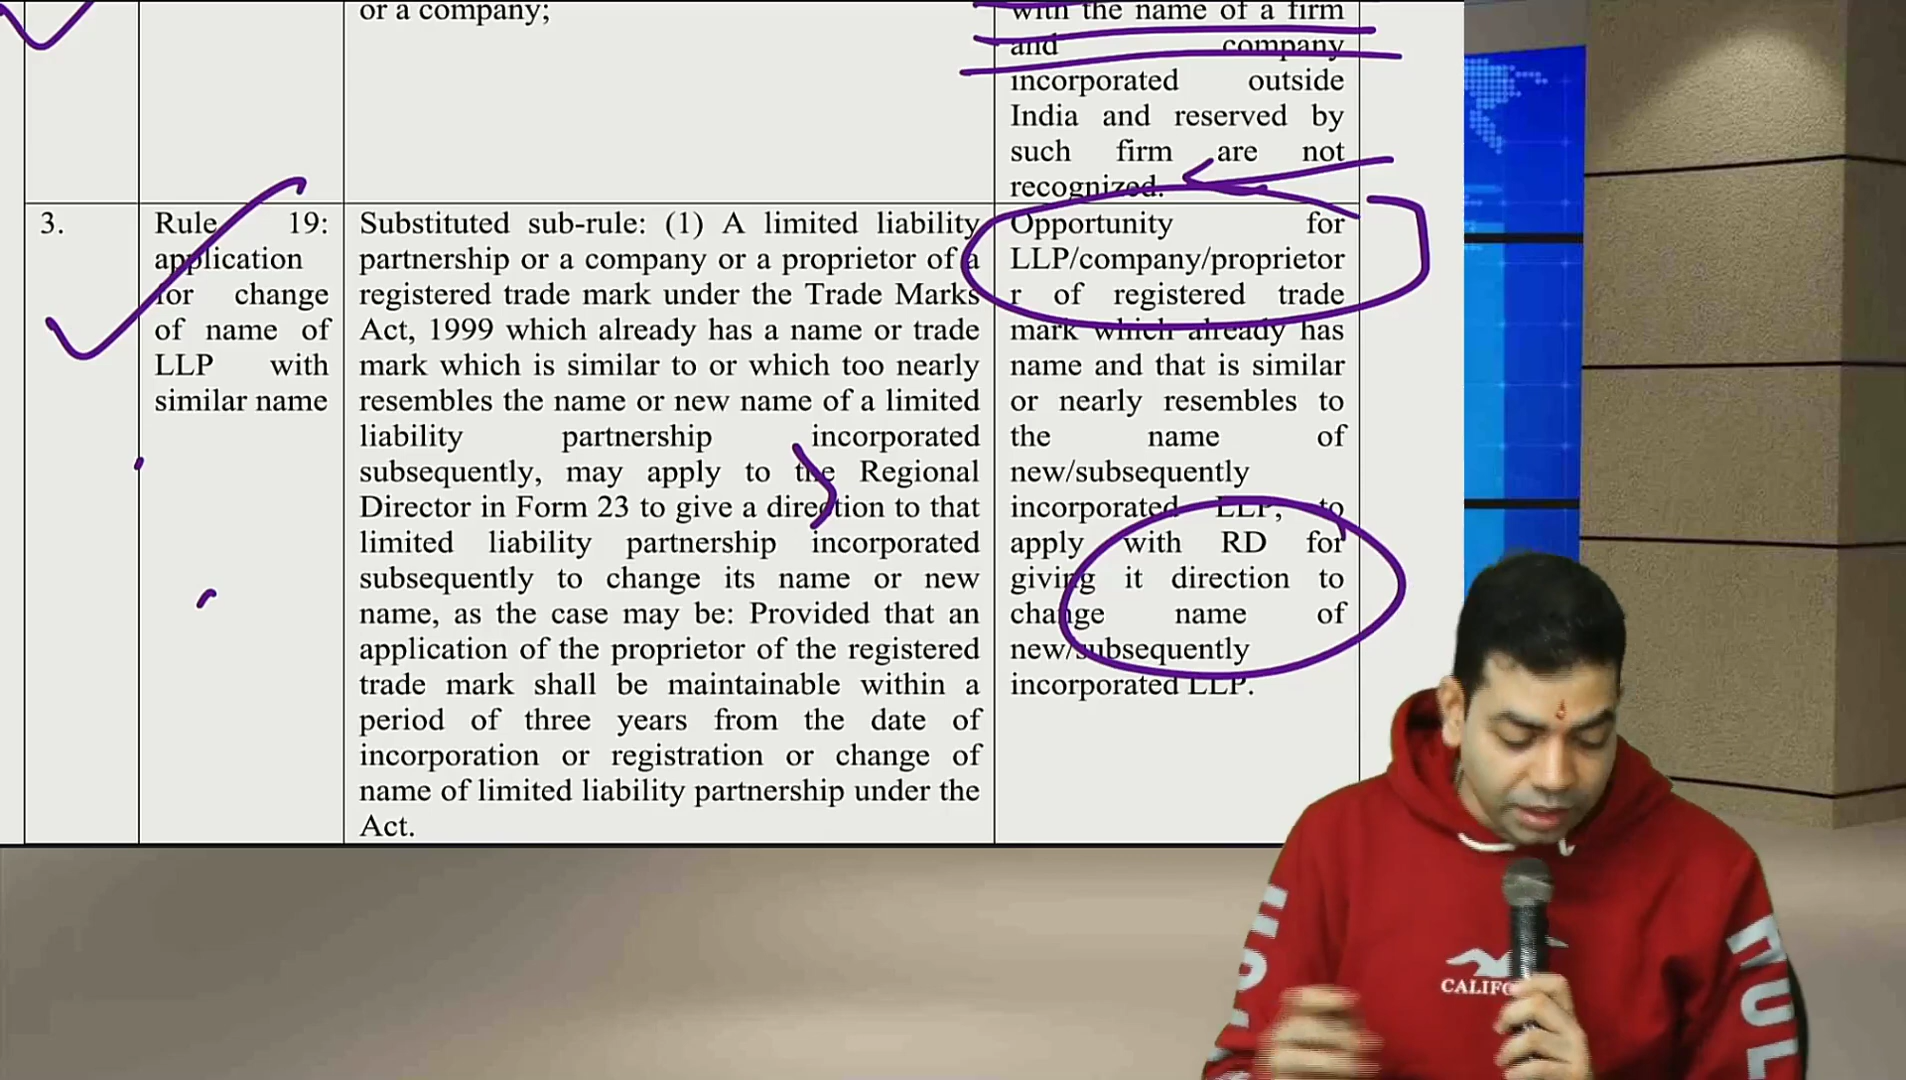 or a company;
with the name of a firm
and company
incorporated outside
India and reserved by
such firm are not
recognized.
3.
Rule 19:
application
for change
of name of
LLP with
similar name
Substituted sub-rule: (1) A limited liability
partnership or a company or a proprietor of a
registered trade mark under the Trade Marks
Act, 1999 which already has a name or trade
mark which is similar to or which too nearly
resembles the name or new name of a limited
liability partnership incorporated
subsequently, may apply to the Regional
Director in Form 23 to give a direction to that
limited liability partnership incorporated
subsequently to change its name or new
name, as the case may be: Provided that an
application of the proprietor of the registered
trade mark shall be maintainable within a
period of three years from the date of
incorporation or registration or change of
name of limited liability partnership under the
Act.
Opportunity for
LLP/company/proprietor
r of registered trade
mark which already has
name and that is similar
or nearly resembles to
the name of
new/subsequently
incorporated LLP, to
apply with RD for
giving it direction to
change name of
new/subsequently
incorporated LLP.